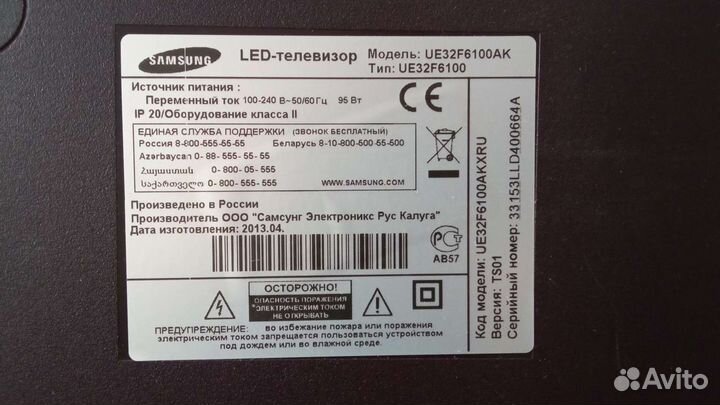 SAMSUNG
LED-телевизор Модель: UE32F6100AK
Тип: UE32F6100
Источник питания :
Переменный ток 100-240 В~50/60Гц 95 Вт
IP 20/Оборудование класса II
ЕДИНАЯ СЛУЖБА ПОДДЕРЖКИ (ЗВОНОК БЕСПЛАТНЫЙ)
Россия 8-800-555-55-55 Беларусь 8-10-800-500-55-500
Azərbaycan 0-88-555-55-55
Հայաստան 0-800-05-555
საქართველო 0-800-555-555
WWW.SAMSUNG.COM
CE
Произведено в России
Производитель ООО "Самсунг Электроникс Рус Калуга"
Дата изготовления: 2013.04.
РСТ
АВ57
ОСТОРОЖНО!
ОПАСНОСТЬ ПОРАЖЕНИЯ
ЭЛЕКТРИЧЕСКИМ ТОКОМ
НЕ ОТКРЫВАТЬ
ПРЕДУПРЕЖДЕНИЕ: во избежание пожара или поражения
электрическим током запрещается пользоваться устройством
под дождем или во влажной среде.
Код модели: UE32F6100AKXRU
Версия: TS01
Серийный номер: 33153LLD400664A
Avito